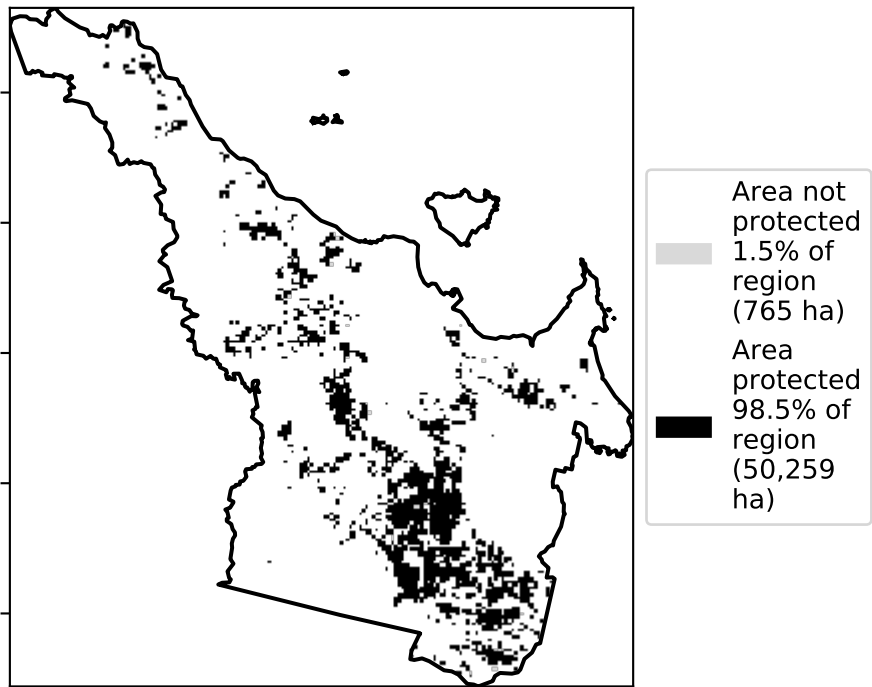 Area not
protected
1.5% of
region
(765 ha)
Area
protected
98.5% of
region
(50,259
ha)